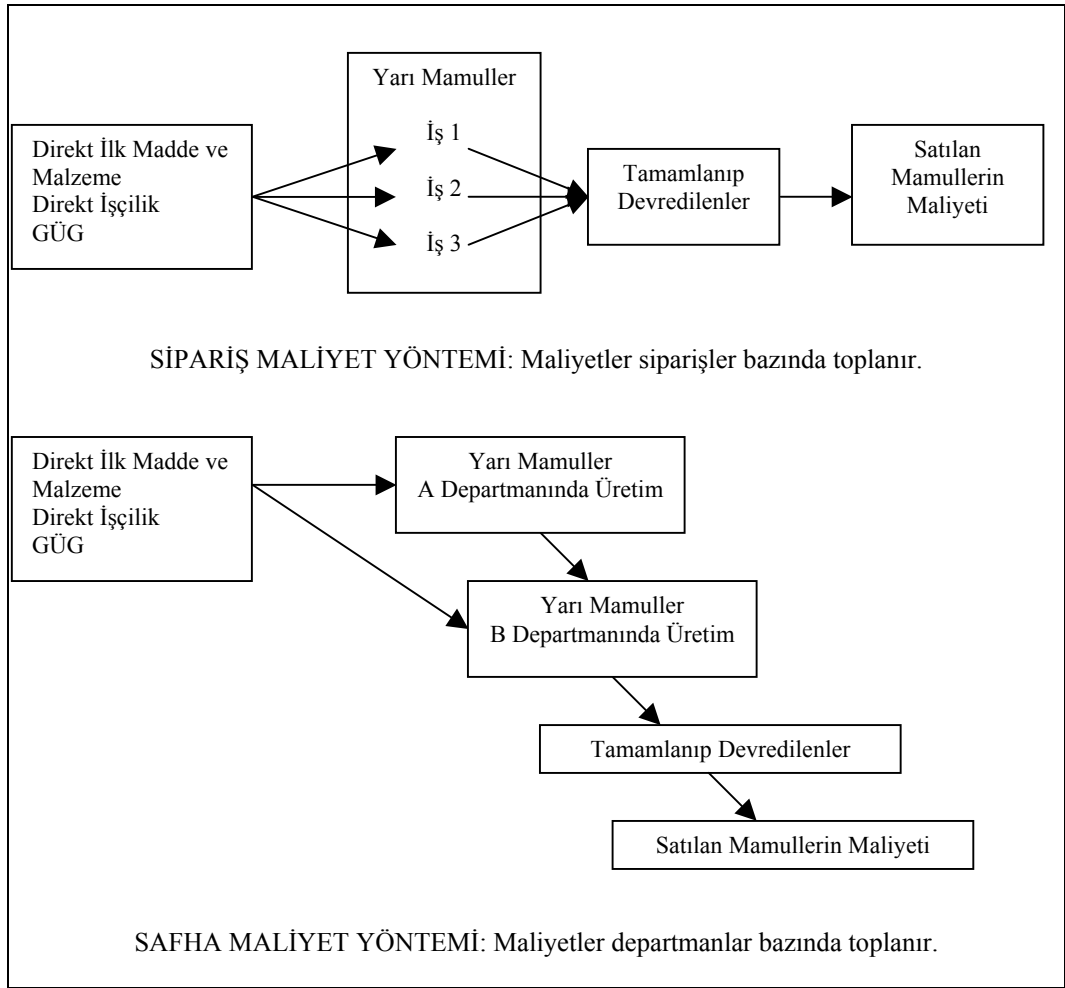 Yarı Mamuller
İş 1
İş 2
İş 3
Direkt İlk Madde ve
Malzeme
Direkt İşçilik
GÜG
Tamamlanıp
Devredilenler
Satılan
Mamullerin
Maliyeti
SİPARİŞ MALİYET YÖNTEMİ: Maliyetler siparişler bazında toplanır.
Direkt İlk Madde ve
Malzeme
Direkt İşçilik
GÜG
Yarı Mamuller
A Departmanında Üretim
Yarı Mamuller
B Departmanında Üretim
Tamamlanıp Devredilenler
Satılan Mamullerin Maliyeti
SAFHA MALİYET YÖNTEMİ: Maliyetler departmanlar bazında toplanır.